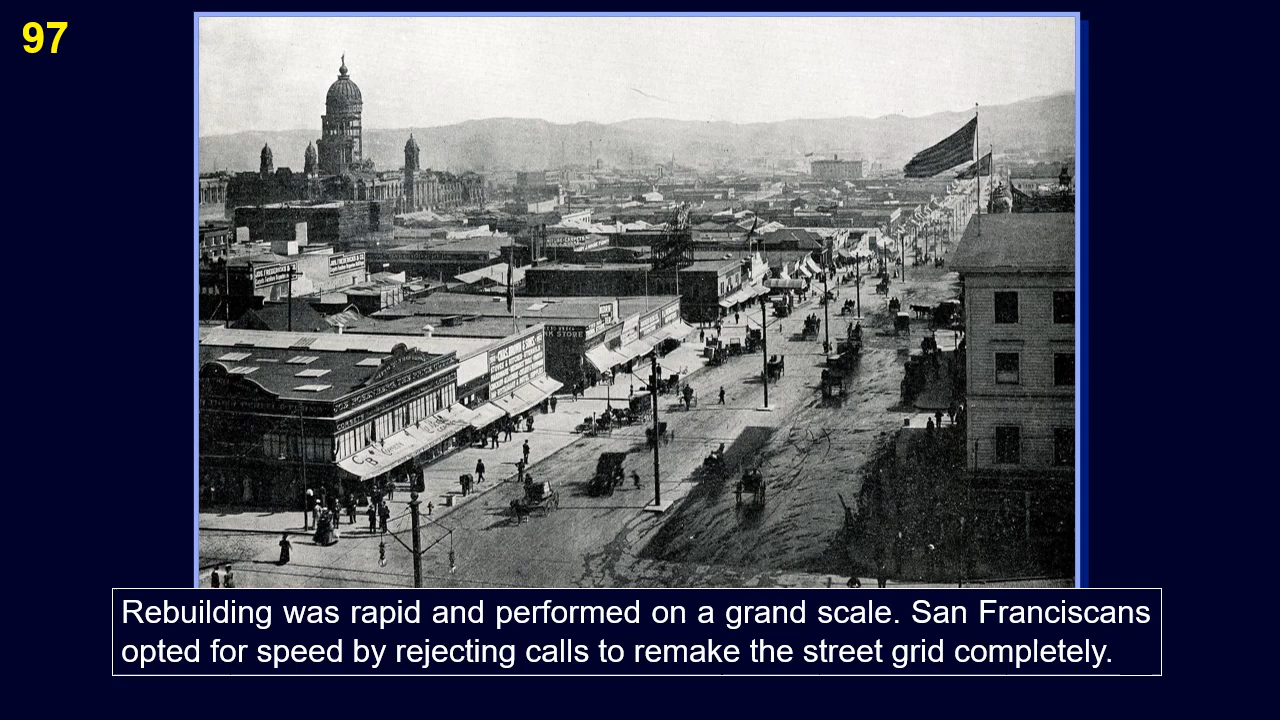 97
STORE
Rebuilding was rapid and performed on a grand scale. San Franciscans
opted for speed by rejecting calls to remake the street grid completely.